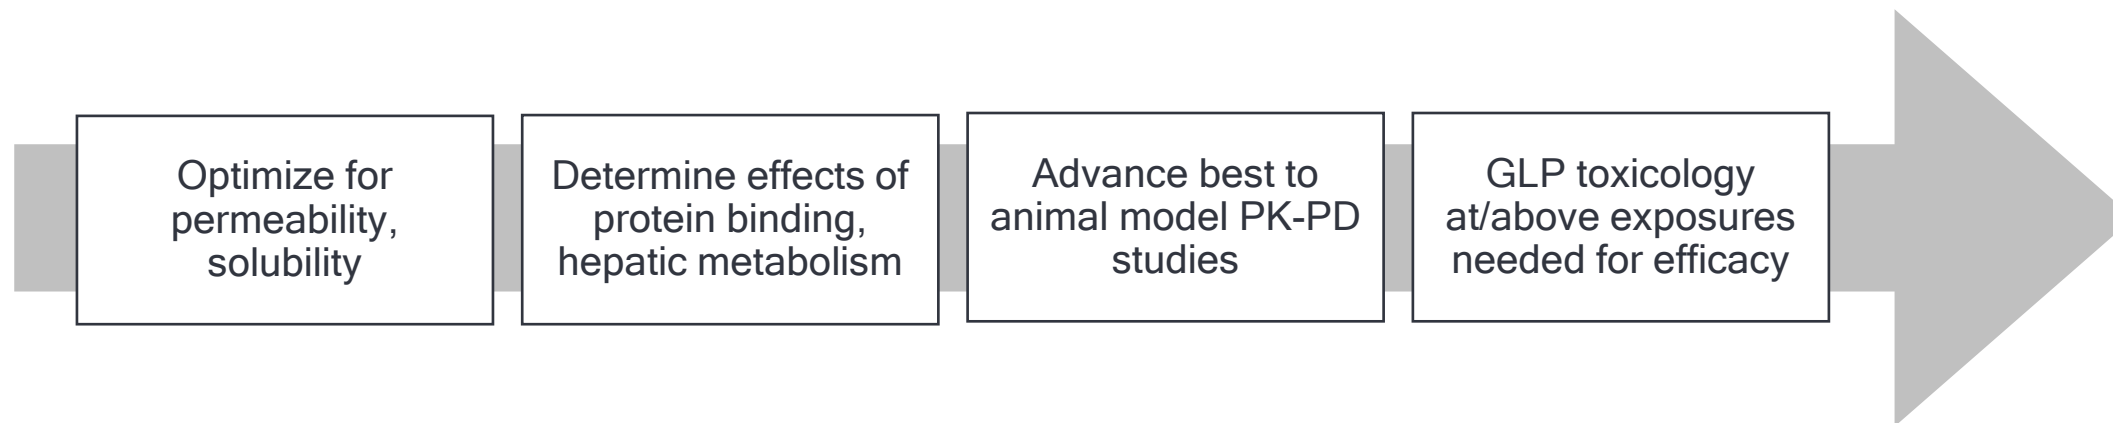 Optimize for
permeability,
solubility
Determine effects of
protein binding,
hepatic metabolism
Advance best to
animal model PK-PD
studies
GLP toxicology
at/above exposures
needed for efficacy